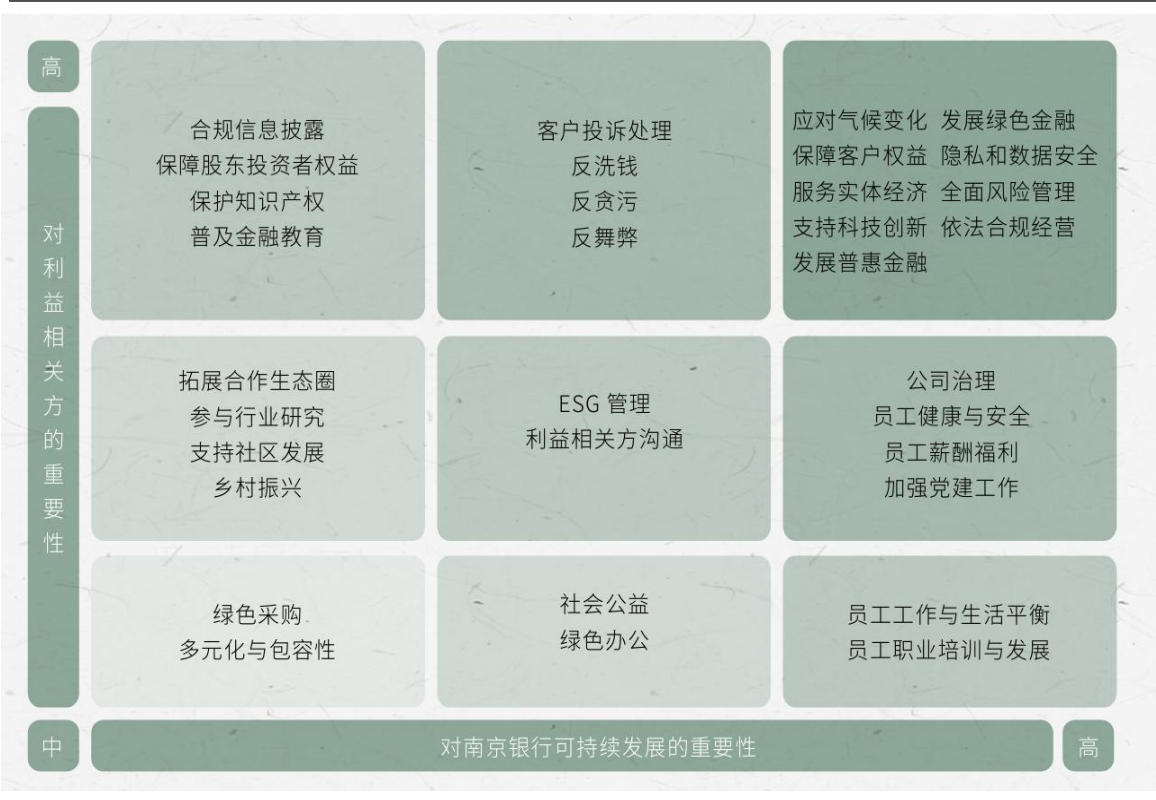 高
对利益相关方的重要性
合规信息披露
保障股东投资者权益
保护知识产权
普及金融教育
客户投诉处理
反洗钱
反贪污
反舞弊
应对气候变化 发展绿色金融
保障客户权益 隐私和数据安全
服务实体经济 全面风险管理
支持科技创新 依法合规经营
发展普惠金融
拓展合作生态圈
参与行业研究
支持社区发展
乡村振兴
ESG 管理
利益相关方沟通
公司治理
员工健康与安全
员工薪酬福利
加强党建工作
绿色采购
多元化与包容性
社会公益
绿色办公
员工工作与生活平衡
员工职业培训与发展
中
对南京银行可持续发展的重要性
高